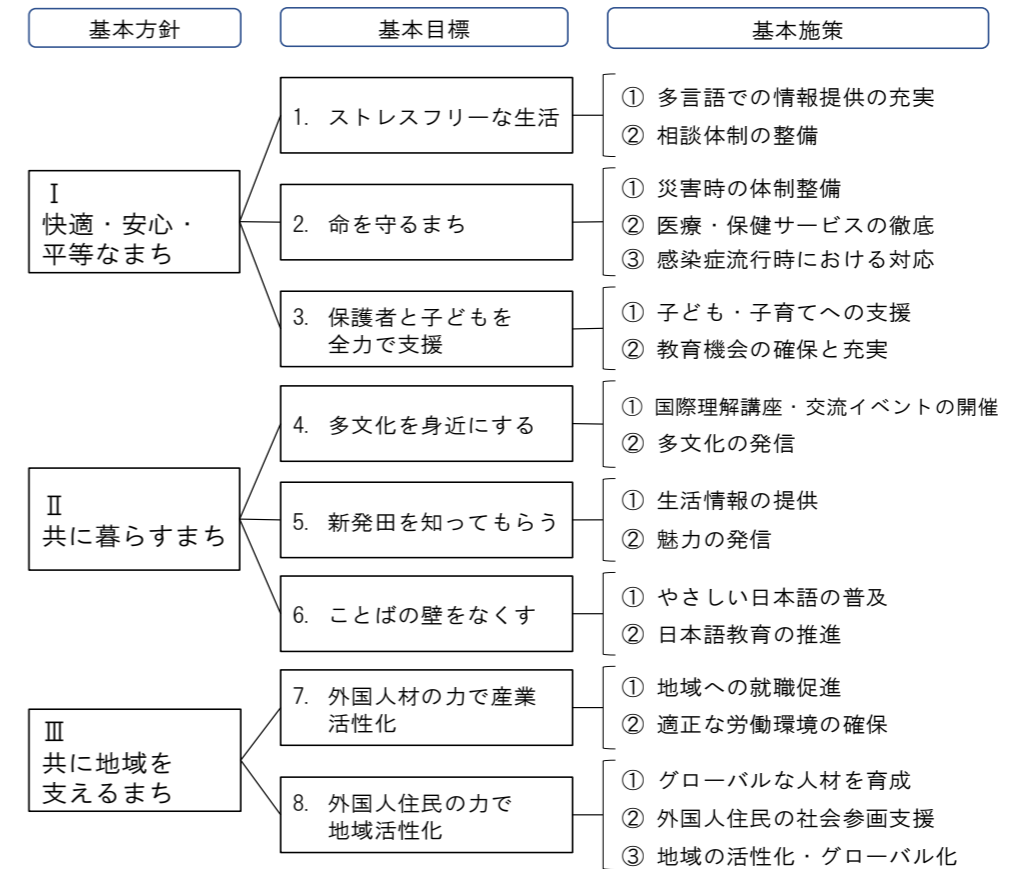 基本方針
基本目標
基本施策
Ⅰ
快適・安心・
平等なまち
1. ストレスフリーな生活
① 多言語での情報提供の充実
② 相談体制の整備
2. 命を守るまち
① 災害時の体制整備
② 医療・保健サービスの徹底
③ 感染症流行時における対応
3. 保護者と子どもを
全力で支援
① 子ども・子育てへの支援
② 教育機会の確保と充実
Ⅱ
共に暮らすまち
4. 多文化を身近にする
① 国際理解講座・交流イベントの開催
② 多文化の発信
5. 新発田を知ってもらう
① 生活情報の提供
② 魅力の発信
6. ことばの壁をなくす
① やさしい日本語の普及
② 日本語教育の推進
Ⅲ
共に地域を
支えるまち
7. 外国人材の力で産業
活性化
① 地域への就職促進
② 適正な労働環境の確保
8. 外国人住民の力で
地域活性化
① グローバルな人材を育成
② 外国人住民の社会参画支援
③ 地域の活性化・グローバル化